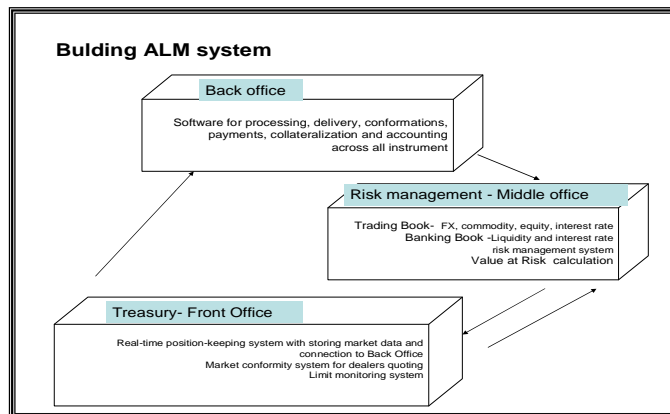 Bulding ALM system
Back office
Software for processing, delivery, conformations,
payments, collateralization and accounting
across all instrument
Risk management - Middle office
Trading Book- FX, commodity, equity, interest rate
Banking Book -Liquidity and interest rate
risk management system
Value at Risk calculation
Treasury- Front Office
Real-time position-keeping system with storing market data and
connection to Back Office
Market conformity system for dealers quoting
Limit monitoring system